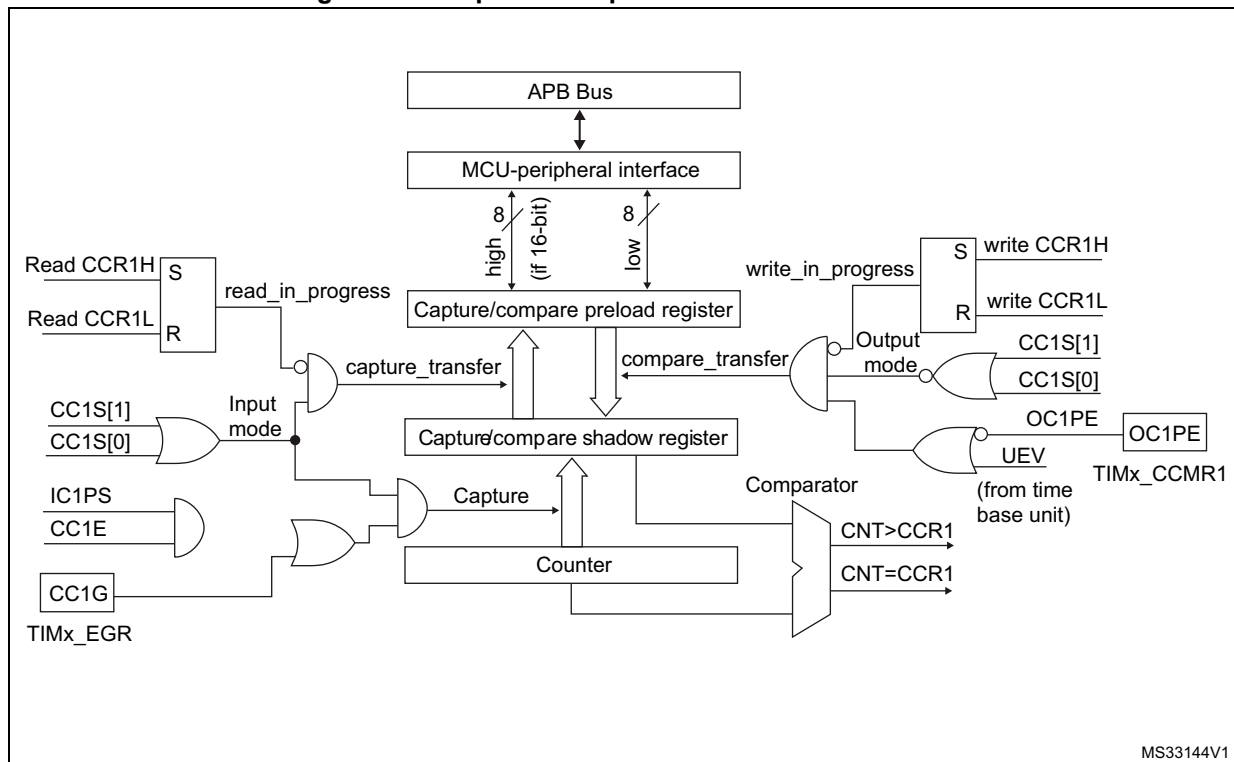 APB Bus
MCU-peripheral interface
8
high
(if 16-bit)
8
low
Read CCR1H
S
read_in_progress
Read CCR1L
R
write_in_progress
S
write CCR1H
R
write CCR1L
Capture/compare preload register
capture_transfer
compare_transfer
Output
mode
CC1S[1]
CC1S[0]
CC1S[1]
CC1S[0]
Input
mode
Capture/compare shadow register
OC1PE
OC1PE
UEV
TIMx_CCMR1
(from time
base unit)
IC1PS
CC1E
Capture
Comparator
CNT>CCR1
CNT=CCR1
Counter
CC1G
TIMx_EGR
MS33144V1